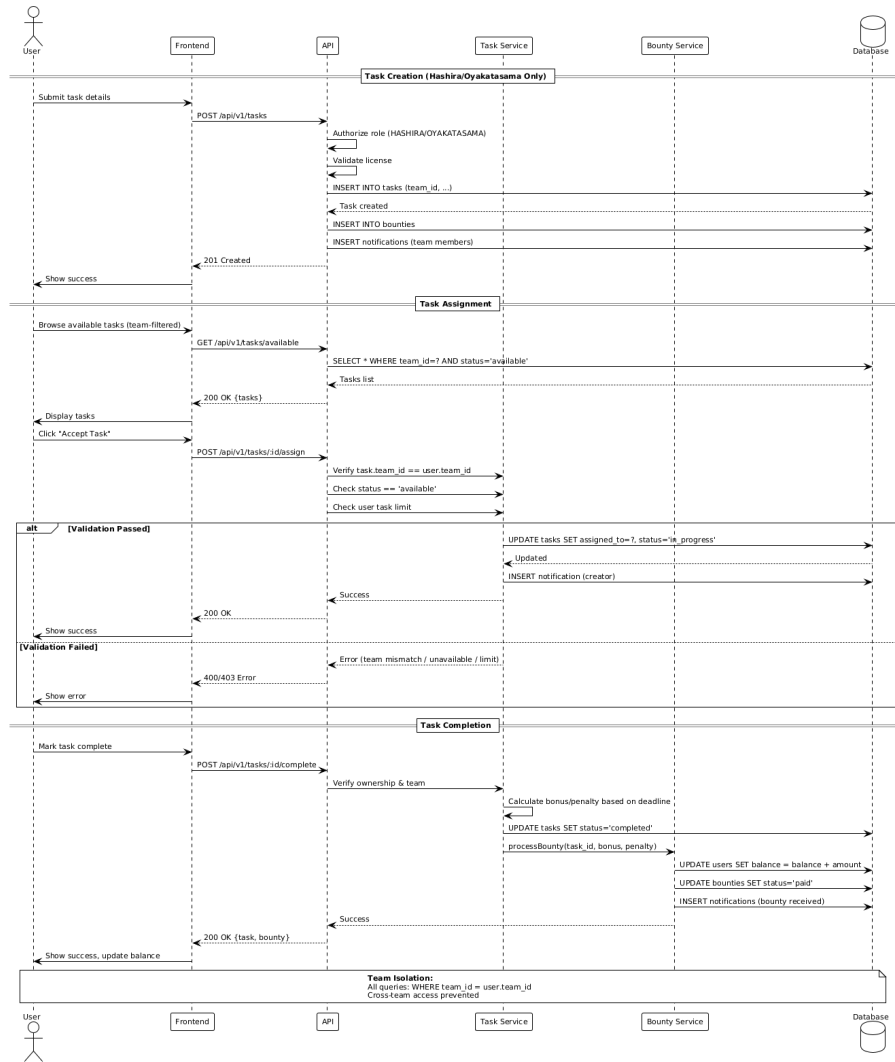 User
Frontend
API
Task Service
Bounty Service
Database
Task Creation (Hashira/Oyakatasama Only)
Submit task details
POST /api/v1/tasks
Authorize role (HASHIRA/OYAKATASAMA)
Validate license
INSERT INTO tasks (team_id, ...)
Task created
INSERT INTO bounties
INSERT notifications (team members)
201 Created
Show success
Task Assignment
Browse available tasks (team-filtered)
GET /api/v1/tasks/available
SELECT * WHERE team_id=? AND status='available'
Tasks list
200 OK {tasks}
Display tasks
Click "Accept Task"
POST /api/v1/tasks/:id/assign
Verify task.team_id == user.team_id
Check status == 'available'
Check user task limit
alt
[Validation Passed]
UPDATE tasks SET assigned_to=?, status='in_progress'
Updated
INSERT notification (creator)
Success
200 OK
Show success
[Validation Failed]
Error (team mismatch / unavailable / limit)
400/403 Error
Show error
Task Completion
Mark task complete
POST /api/v1/tasks/:id/complete
Verify ownership & team
Calculate bonus/penalty based on deadline
UPDATE tasks SET status='completed'
processBounty(task_id, bonus, penalty)
UPDATE users SET balance = balance + amount
UPDATE bounties SET status='paid'
INSERT notifications (bounty received)
Success
200 OK {task, bounty}
Show success, update balance
Team Isolation:
All queries: WHERE team_id = user.team_id
Cross-team access prevented
User
Frontend
API
Task Service
Bounty Service
Database